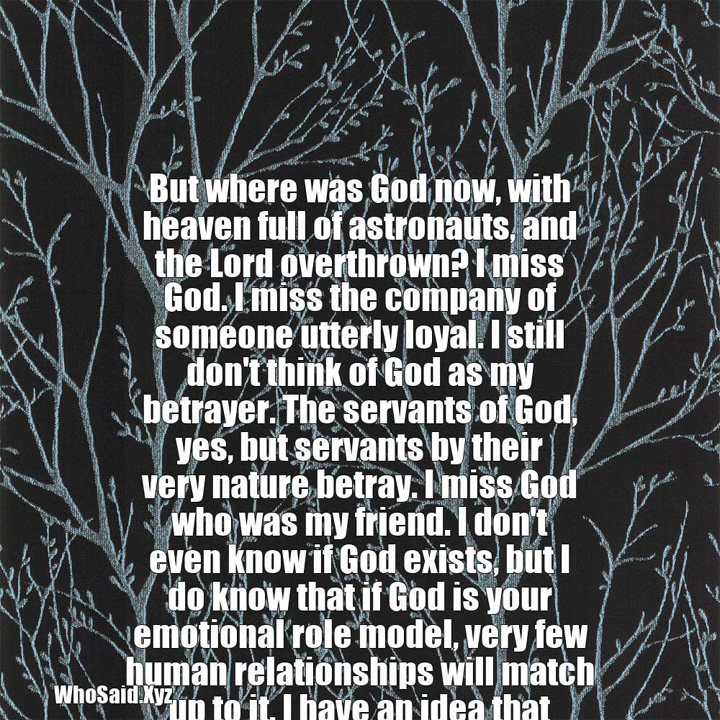 But where was God now, with
heaven full of astronauts, and
the Lord overthrown? I miss
God. I miss the company of
someone utterly loyal. I still
don't think of God as my
betrayer. The servants of God,
yes, but servants by their
very nature betray. I miss God
who was my friend. I don't
even know if God exists, but I
do know that if God is your
emotional role model, very few
human relationships will match
up to it. I have an idea that
WhoSaid.Xyz